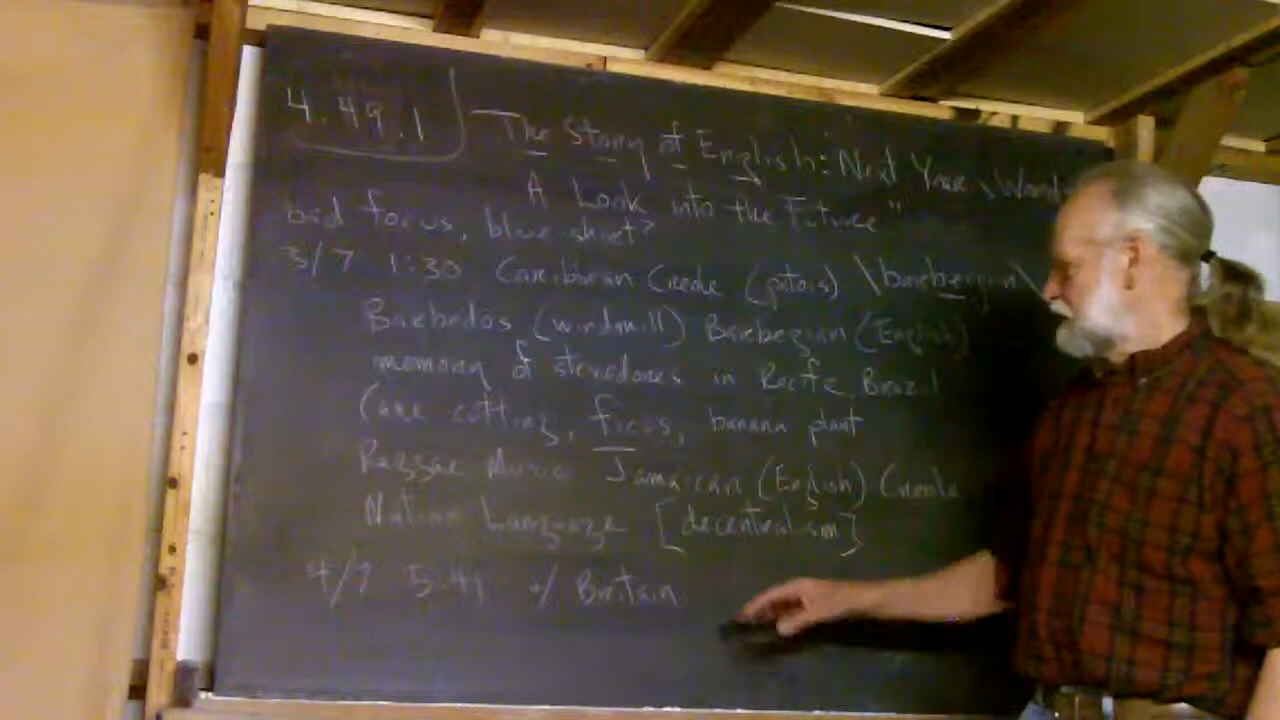 4.49.1 The Story of English: "Next Year's Words
A Look into the Future"
bad focus, blue shirt?
3/7 1:30 Caribbean Creole (patois) \barbegian\
Barbados (windmill) Barbegian (English)
memory of stevedores in Recife, Brazil
Cane cutting, ficus, banana plant
Reggae Music Jamaican (English) Creole
Nation Language [decentralism]
4/7 5:41 Britain